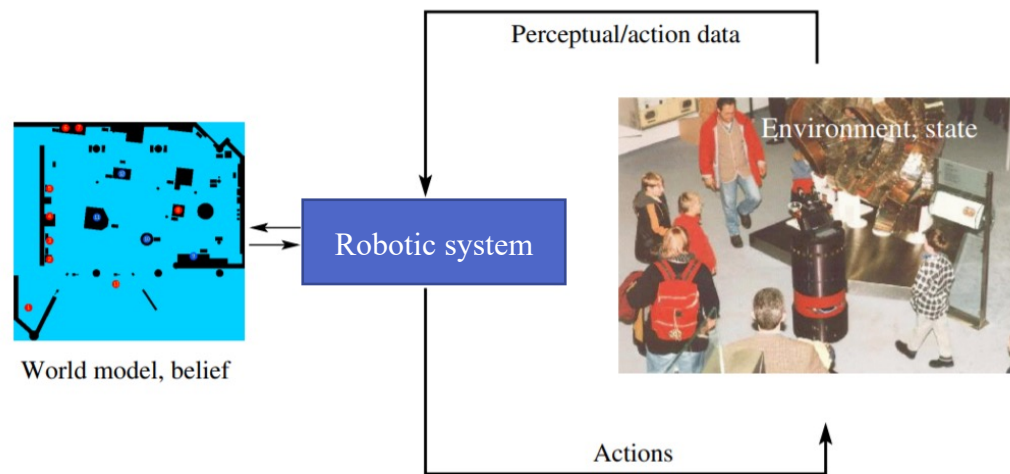 Perceptual/action data
Environment, state
Robotic system
World model, belief
Actions